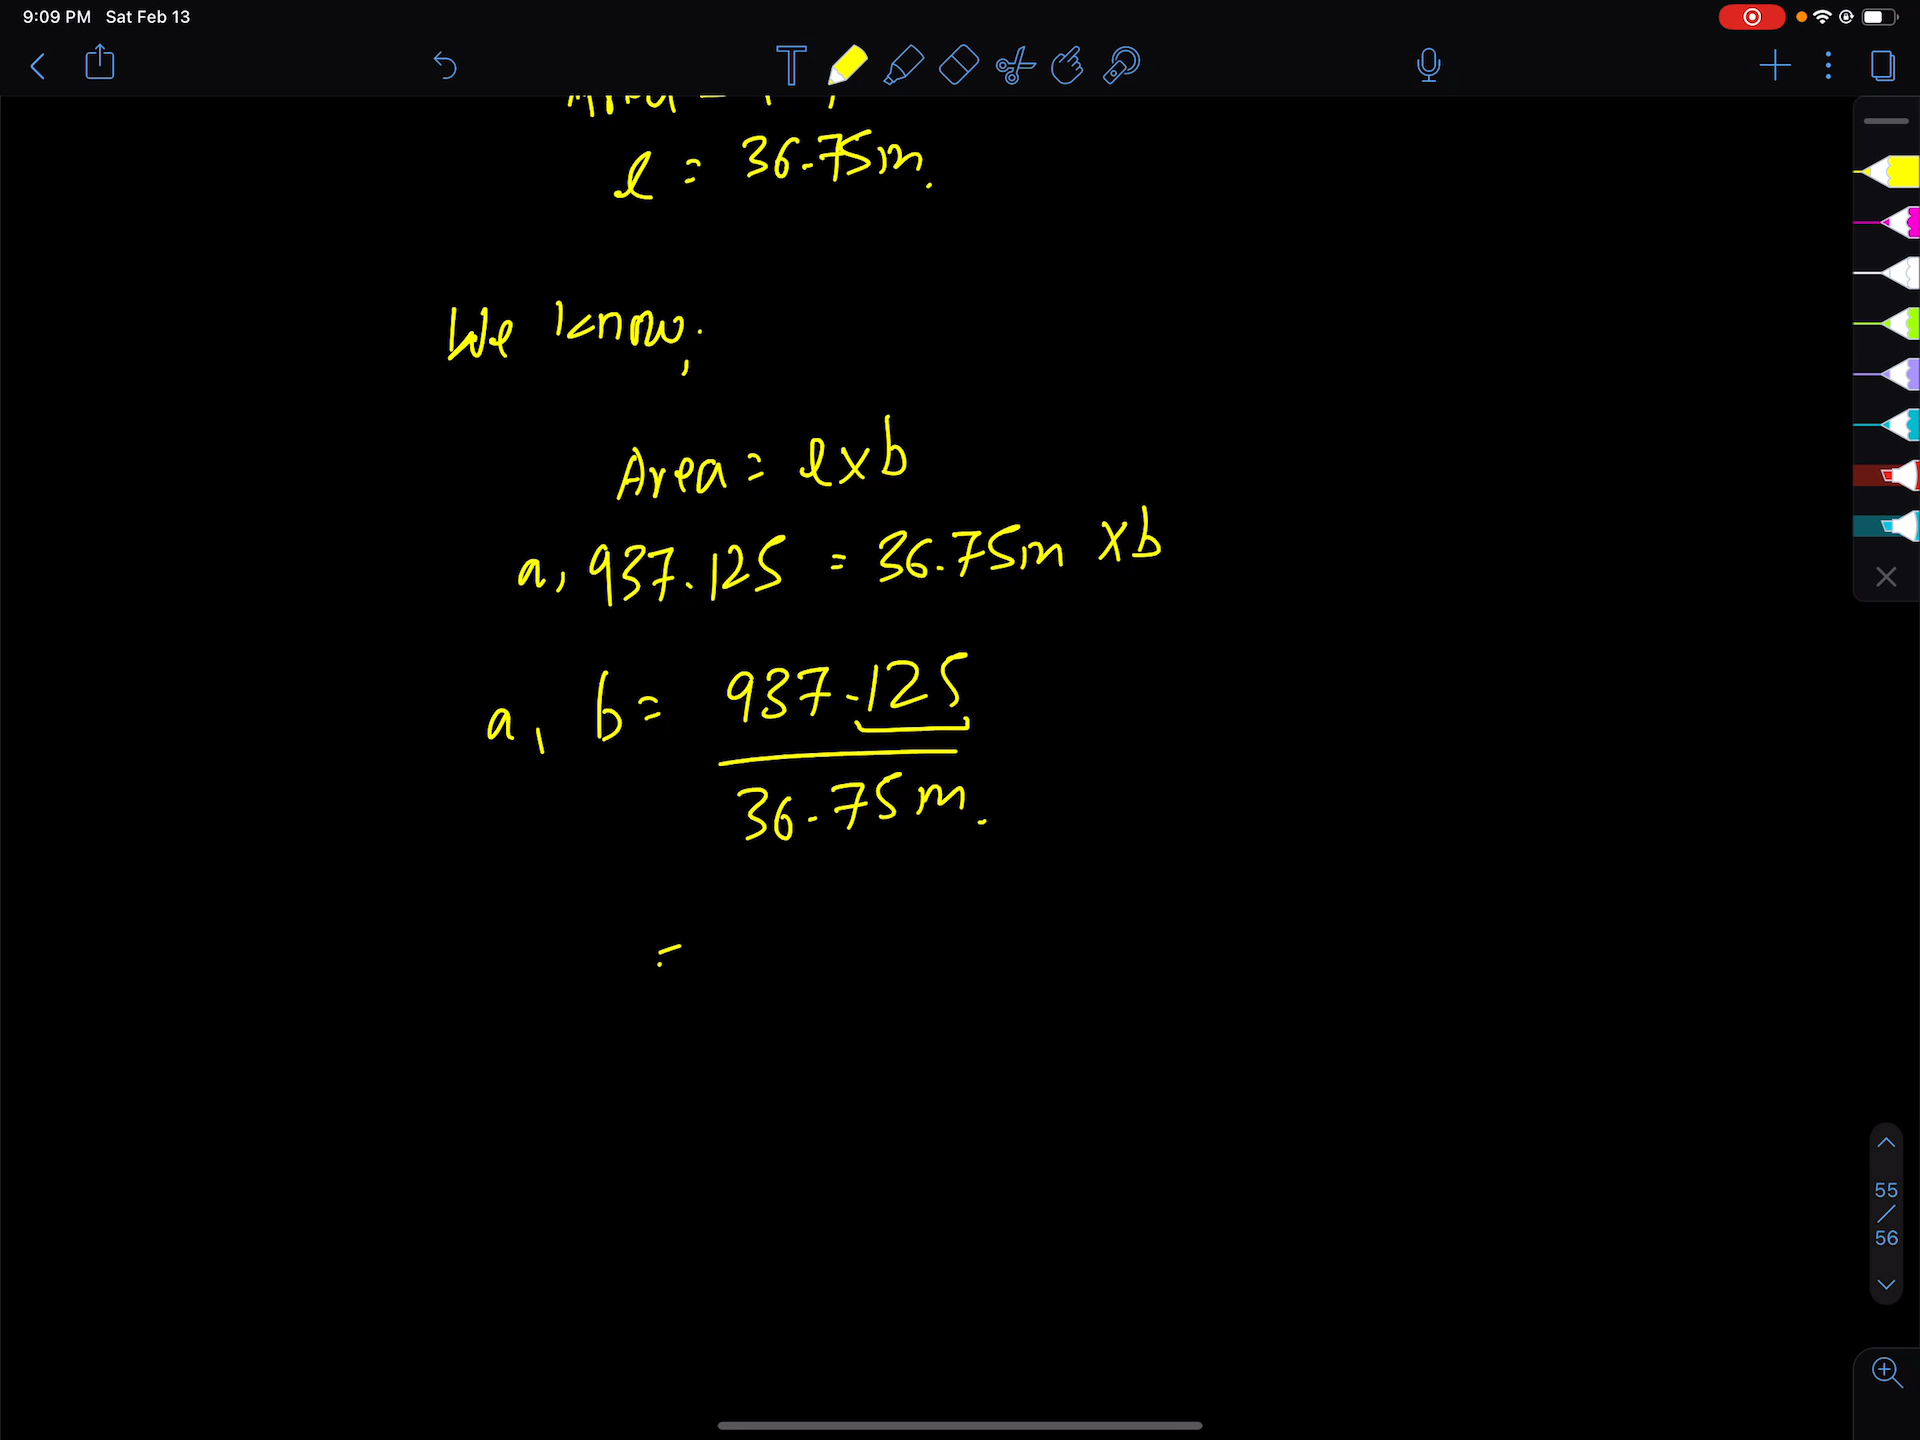 9:09 PM Sat Feb 13
l = 36.75m.
We know,
Area = l x b
a, 937.125 = 36.75m x b
a, b = 937.125
36.75m.
=
55
/
56